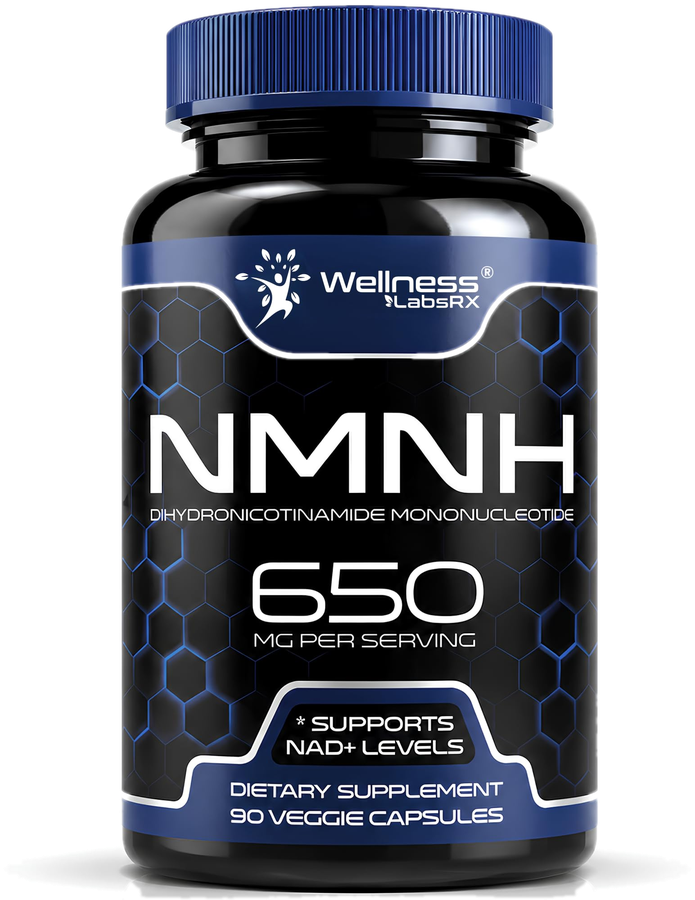 Wellness®
LabsRX
NMNH
DIHYDRONICOTINAMIDE MONONUCLEOTIDE
650
MG PER SERVING
* SUPPORTS
NAD+ LEVELS
DIETARY SUPPLEMENT
90 VEGGIE CAPSULES